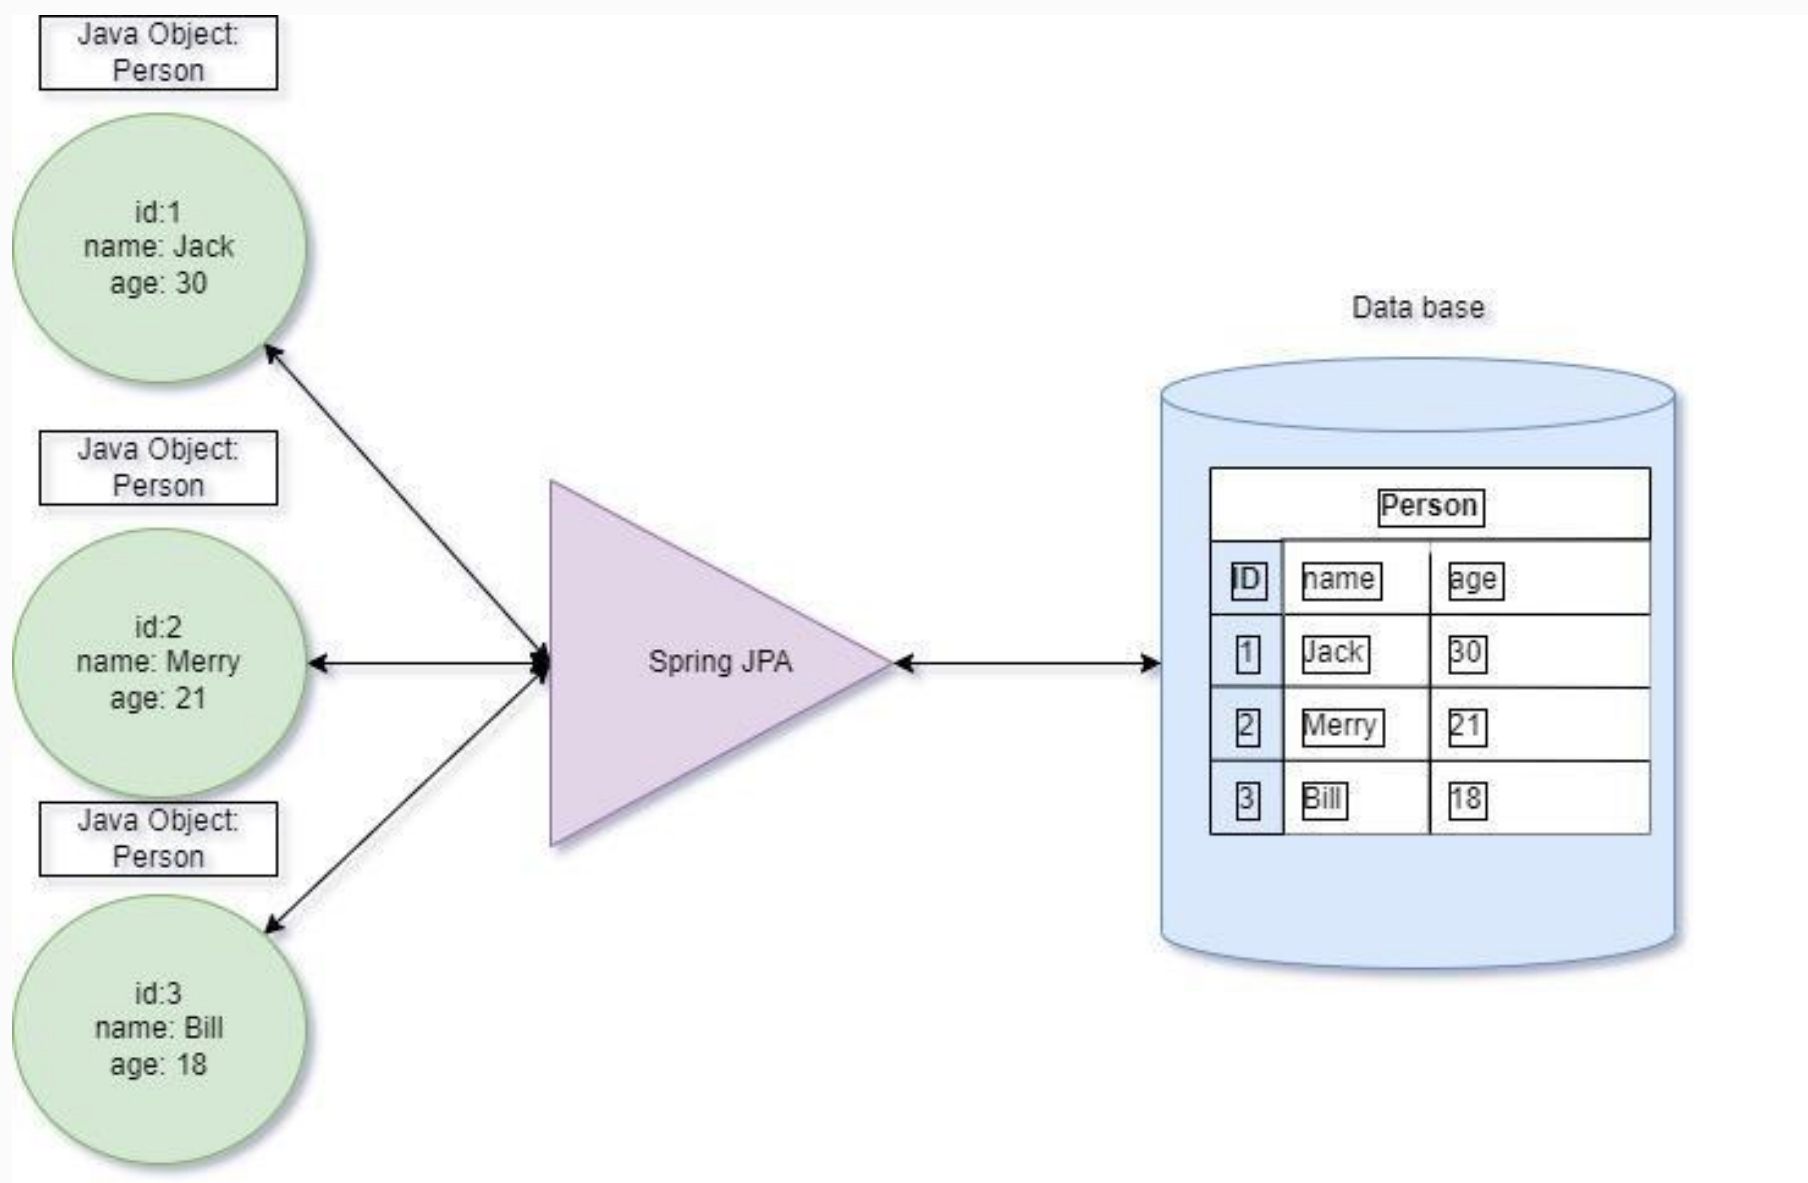 Java Object:
Person
id:1
name: Jack
age: 30
Java Object:
Person
id:2
name: Merry
age: 21
Java Object:
Person
id:3
name: Bill
age: 18
Spring JPA
Data base
Person
ID name age
1 Jack 30
2 Merry 21
3 Bill 18